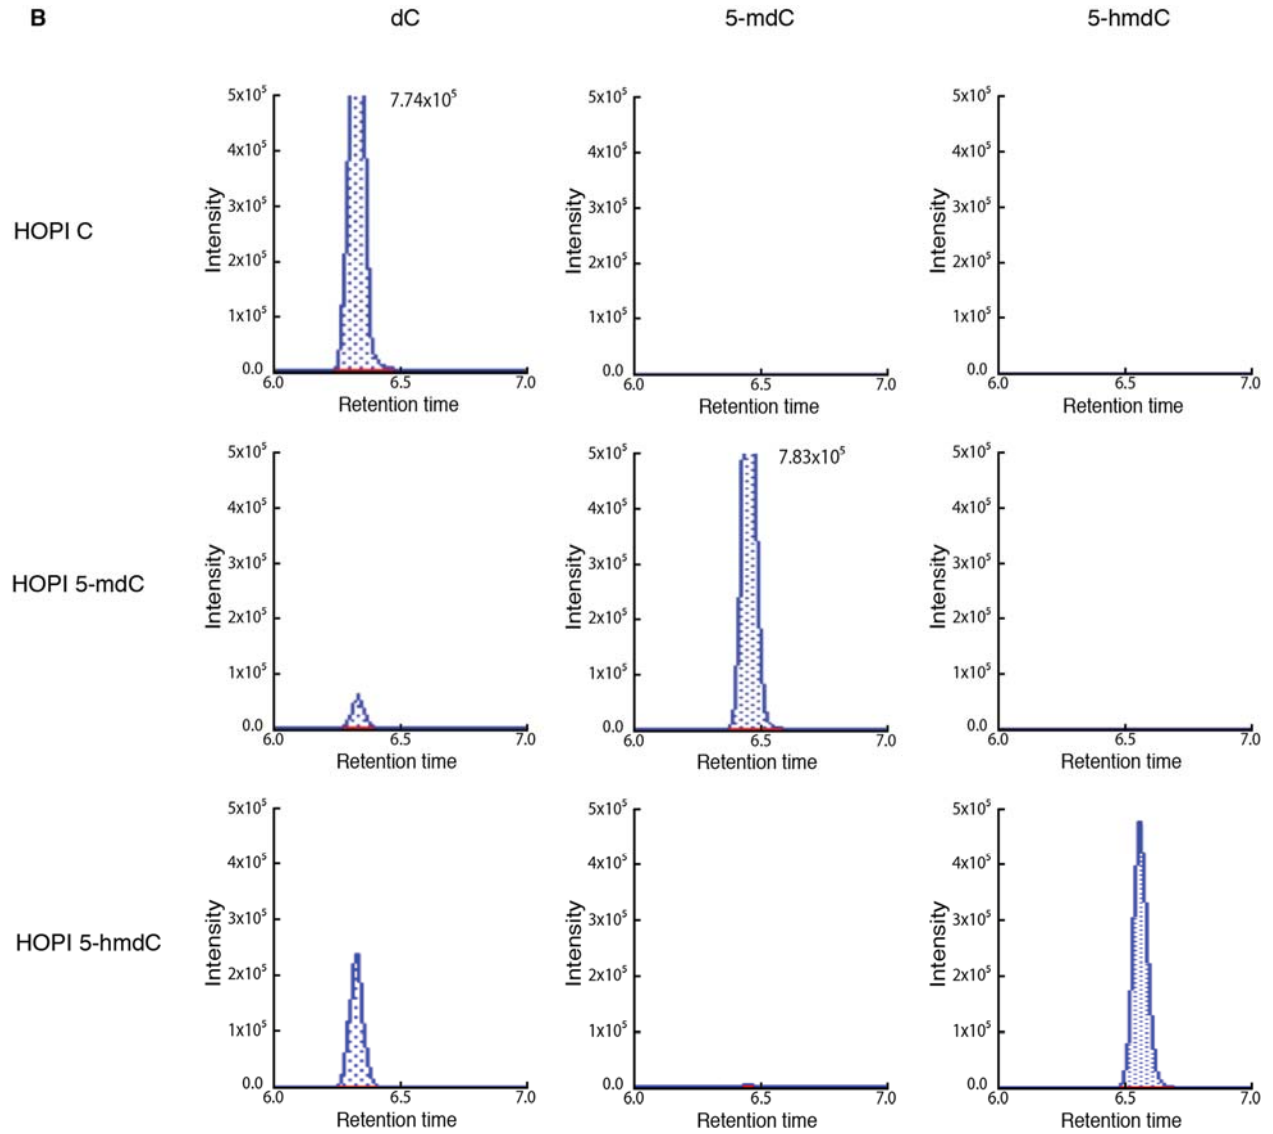 B
dC
5-mdC
5-hmdC
HOPI C
Intensity
5x10⁵
4x10⁵
3x10⁵
2x10⁵
1x10⁵
0.0
7.74x10⁵
6.0
6.5
7.0
Retention time
Intensity
5x10⁵
4x10⁵
3x10⁵
2x10⁵
1x10⁵
0.0
6.0
6.5
7.0
Retention time
Intensity
5x10⁵
4x10⁵
3x10⁵
2x10⁵
1x10⁵
0.0
6.0
6.5
7.0
Retention time
HOPI 5-mdC
Intensity
5x10⁵
4x10⁵
3x10⁵
2x10⁵
1x10⁵
0.0
6.0
6.5
7.0
Retention time
Intensity
5x10⁵
4x10⁵
3x10⁵
2x10⁵
1x10⁵
0.0
7.83x10⁵
6.0
6.5
7.0
Retention time
Intensity
5x10⁵
4x10⁵
3x10⁵
2x10⁵
1x10⁵
0.0
6.0
6.5
7.0
Retention time
HOPI 5-hmdC
Intensity
5x10⁵
4x10⁵
3x10⁵
2x10⁵
1x10⁵
0.0
6.0
6.5
7.0
Retention time
Intensity
5x10⁵
4x10⁵
3x10⁵
2x10⁵
1x10⁵
0.0
6.0
6.5
7.0
Retention time
Intensity
5x10⁵
4x10⁵
3x10⁵
2x10⁵
1x10⁵
0.0
6.0
6.5
7.0
Retention time